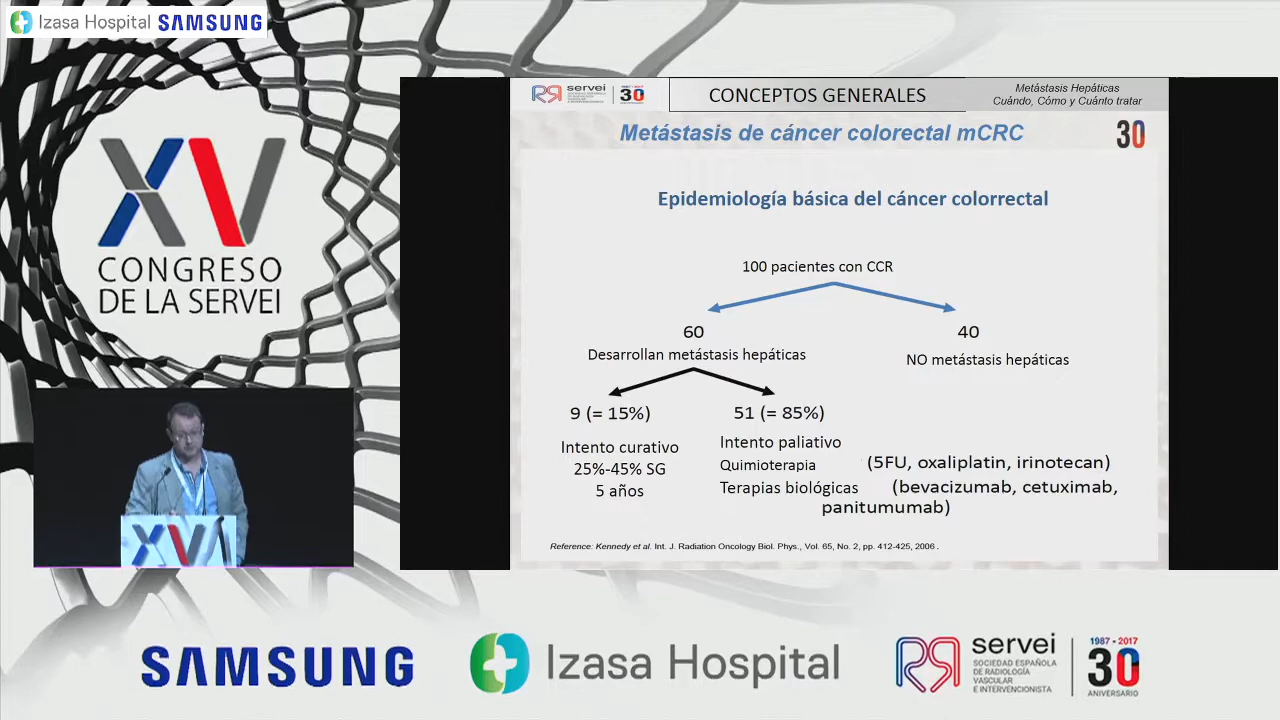 Izasa Hospital SAMSUNG
XV
CONGRESO
DE LA SERVEI
servei
30
CONCEPTOS GENERALES
Metástasis Hepáticas
Cuándo, Cómo y Cuánto tratar
Metástasis de cáncer colorectal mCRC
30
Epidemiología básica del cáncer colorrectal
100 pacientes con CCR
60
Desarrollan metástasis hepáticas
40
NO metástasis hepáticas
9 (= 15%)
Intento curativo
25%-45% SG
5 años
51 (= 85%)
Intento paliativo
Quimioterapia (5FU, oxaliplatin, irinotecan)
Terapias biológicas (bevacizumab, cetuximab,
panitumumab)
Reference: Kennedy et al. Int. J. Radiation Oncology Biol. Phys., Vol. 65, No. 2, pp. 412-425, 2006.
XV
SAMSUNG
Izasa Hospital
servei
SOCIEDAD ESPAÑOLA
DE RADIOLOGÍA
VASCULAR
E INTERVENCIONISTA
1987 • 2017
30
ANIVERSARIO